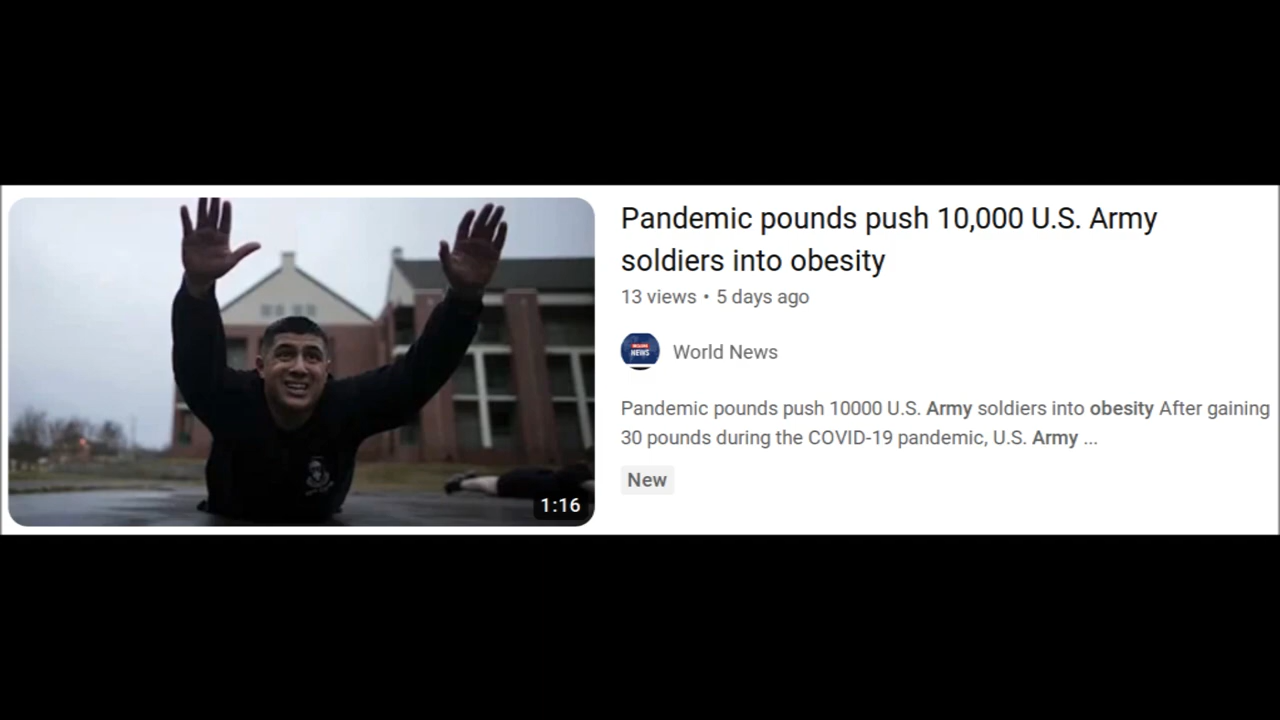 Pandemic pounds push 10,000 U.S. Army
soldiers into obesity
13 views • 5 days ago
NEWS
World News
Pandemic pounds push 10000 U.S. Army soldiers into obesity After gaining
30 pounds during the COVID-19 pandemic, U.S. Army ...
New
1:16